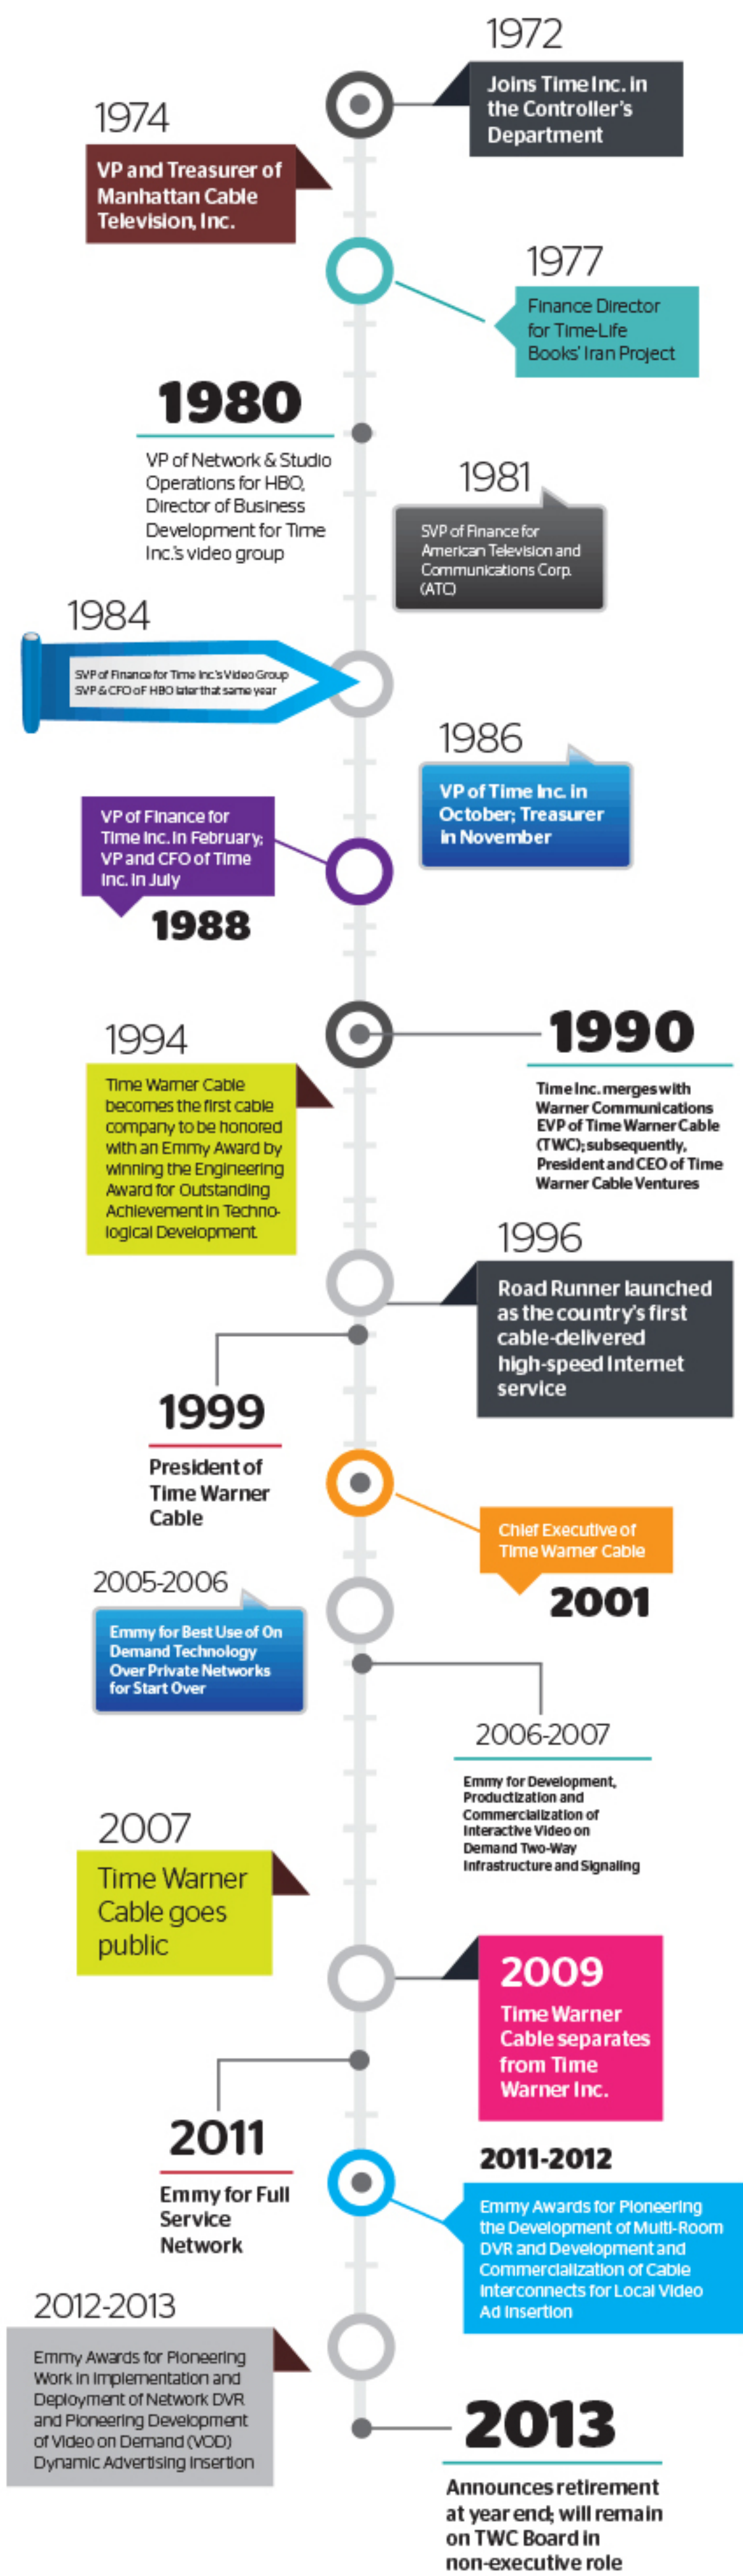 1972
Joins Time Inc. in
the Controller's
Department
1974
VP and Treasurer of
Manhattan Cable
Television, Inc.
1977
Finance Director
for Time-Life
Books' Iran Project
1980
VP of Network & Studio
Operations for HBO,
Director of Business
Development for Time
Inc.'s video group
1981
SVP of Finance for
American Television and
Communications Corp.
(ATC)
1984
SVP of Finance for Time Inc.'s Video Group
SVP & CFO oF HBO later that same year
1986
VP of Time Inc. in
October; Treasurer
in November
VP of Finance for
Time Inc. in February;
VP and CFO of Time
Inc. in July
1988
1990
Time Inc. merges with
Warner Communications
EVP of Time Warner Cable
(TWC); subsequently,
President and CEO of Time
Warner Cable Ventures
1994
Time Warner Cable
becomes the first cable
company to be honored
with an Emmy Award by
winning the Engineering
Award for Outstanding
Achievement in Techno-
logical Development.
1996
Road Runner launched
as the country's first
cable-delivered
high-speed Internet
service
1999
President of
Time Warner
Cable
Chief Executive of
Time Warner Cable
2001
2005-2006
Emmy for Best Use of On
Demand Technology
Over Private Networks
for Start Over
2006-2007
Emmy for Development,
Productization and
Commercialization of
Interactive Video on
Demand Two-Way
Infrastructure and Signaling
2007
Time Warner
Cable goes
public
2009
Time Warner
Cable separates
from Time
Warner Inc.
2011
Emmy for Full
Service
Network
2011-2012
Emmy Awards for Pioneering
the Development of Multi-Room
DVR and Development and
Commercialization of Cable
Interconnects for Local Video
Ad Insertion
2012-2013
Emmy Awards for Pioneering
Work in Implementation and
Deployment of Network DVR
and Pioneering Development
of Video on Demand (VOD)
Dynamic Advertising Insertion
2013
Announces retirement
at year end; will remain
on TWC Board in
non-executive role